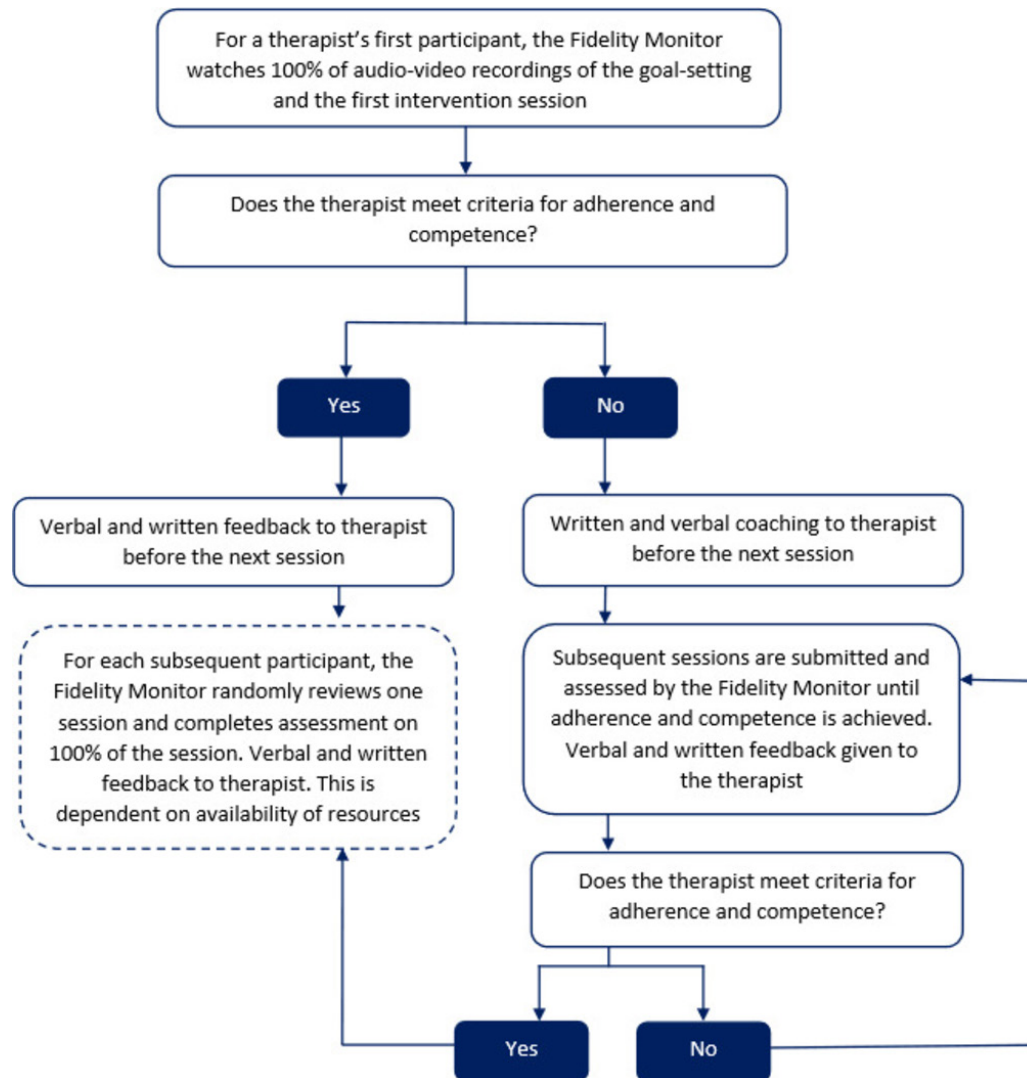 For a therapist’s first participant, the Fidelity Monitor
watches 100% of audio-video recordings of the goal-setting
and the first intervention session
Does the therapist meet criteria for adherence and
competence?
Yes
No
Verbal and written feedback to therapist
before the next session
Written and verbal coaching to therapist
before the next session
For each subsequent participant, the
Fidelity Monitor randomly reviews one
session and completes assessment on
100% of the session. Verbal and written
feedback to therapist. This is
dependent on availability of resources
Subsequent sessions are submitted and
assessed by the Fidelity Monitor until
adherence and competence is achieved.
Verbal and written feedback given to
the therapist
Does the therapist meet criteria for
adherence and competence?
Yes
No